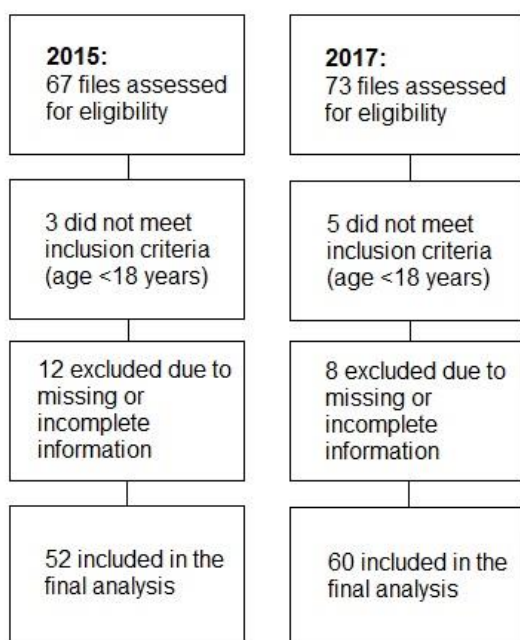 2015:
67 files assessed
for eligibility
3 did not meet
inclusion criteria
(age <18 years)
12 excluded due to
missing or
incomplete
information
52 included in the
final analysis
2017:
73 files assessed
for eligibility
5 did not meet
inclusion criteria
(age <18 years)
8 excluded due to
missing or
incomplete
information
60 included in the
final analysis